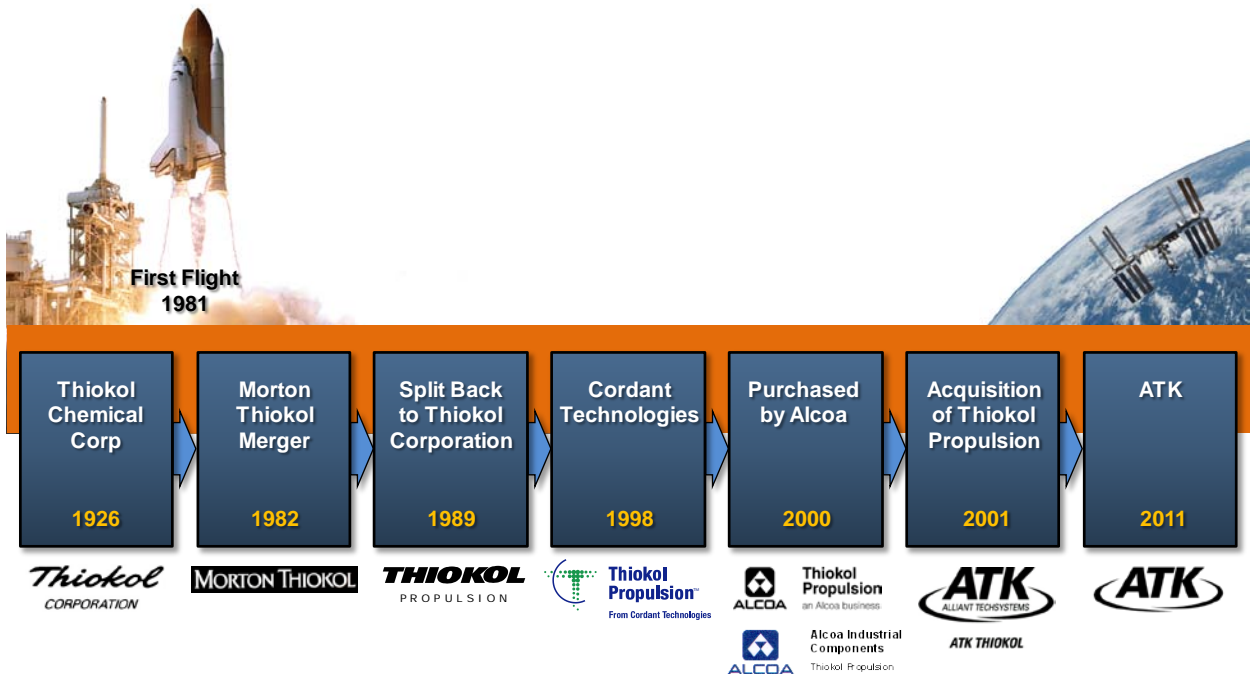 First Flight
1981
Thiokol
Chemical
Corp
1926
Morton
Thiokol
Merger
1982
Split Back
to Thiokol
Corporation
1989
Cordant
Technologies
1998
Purchased
by Alcoa
2000
Acquisition
of Thiokol
Propulsion
2001
ATK
2011
Thiokol
CORPORATION
MORTON THIOKOL
THIOKOL
PROPULSION
Thiokol
Propulsion™
From Cordant Technologies
ALCOA
Thiokol
Propulsion
an Alcoa business
ALCOA
Alcoa Industrial
Components
Thiokol Propulsion
ATK
ALLIANT TECHSYSTEMS
ATK THIOKOL
ATK